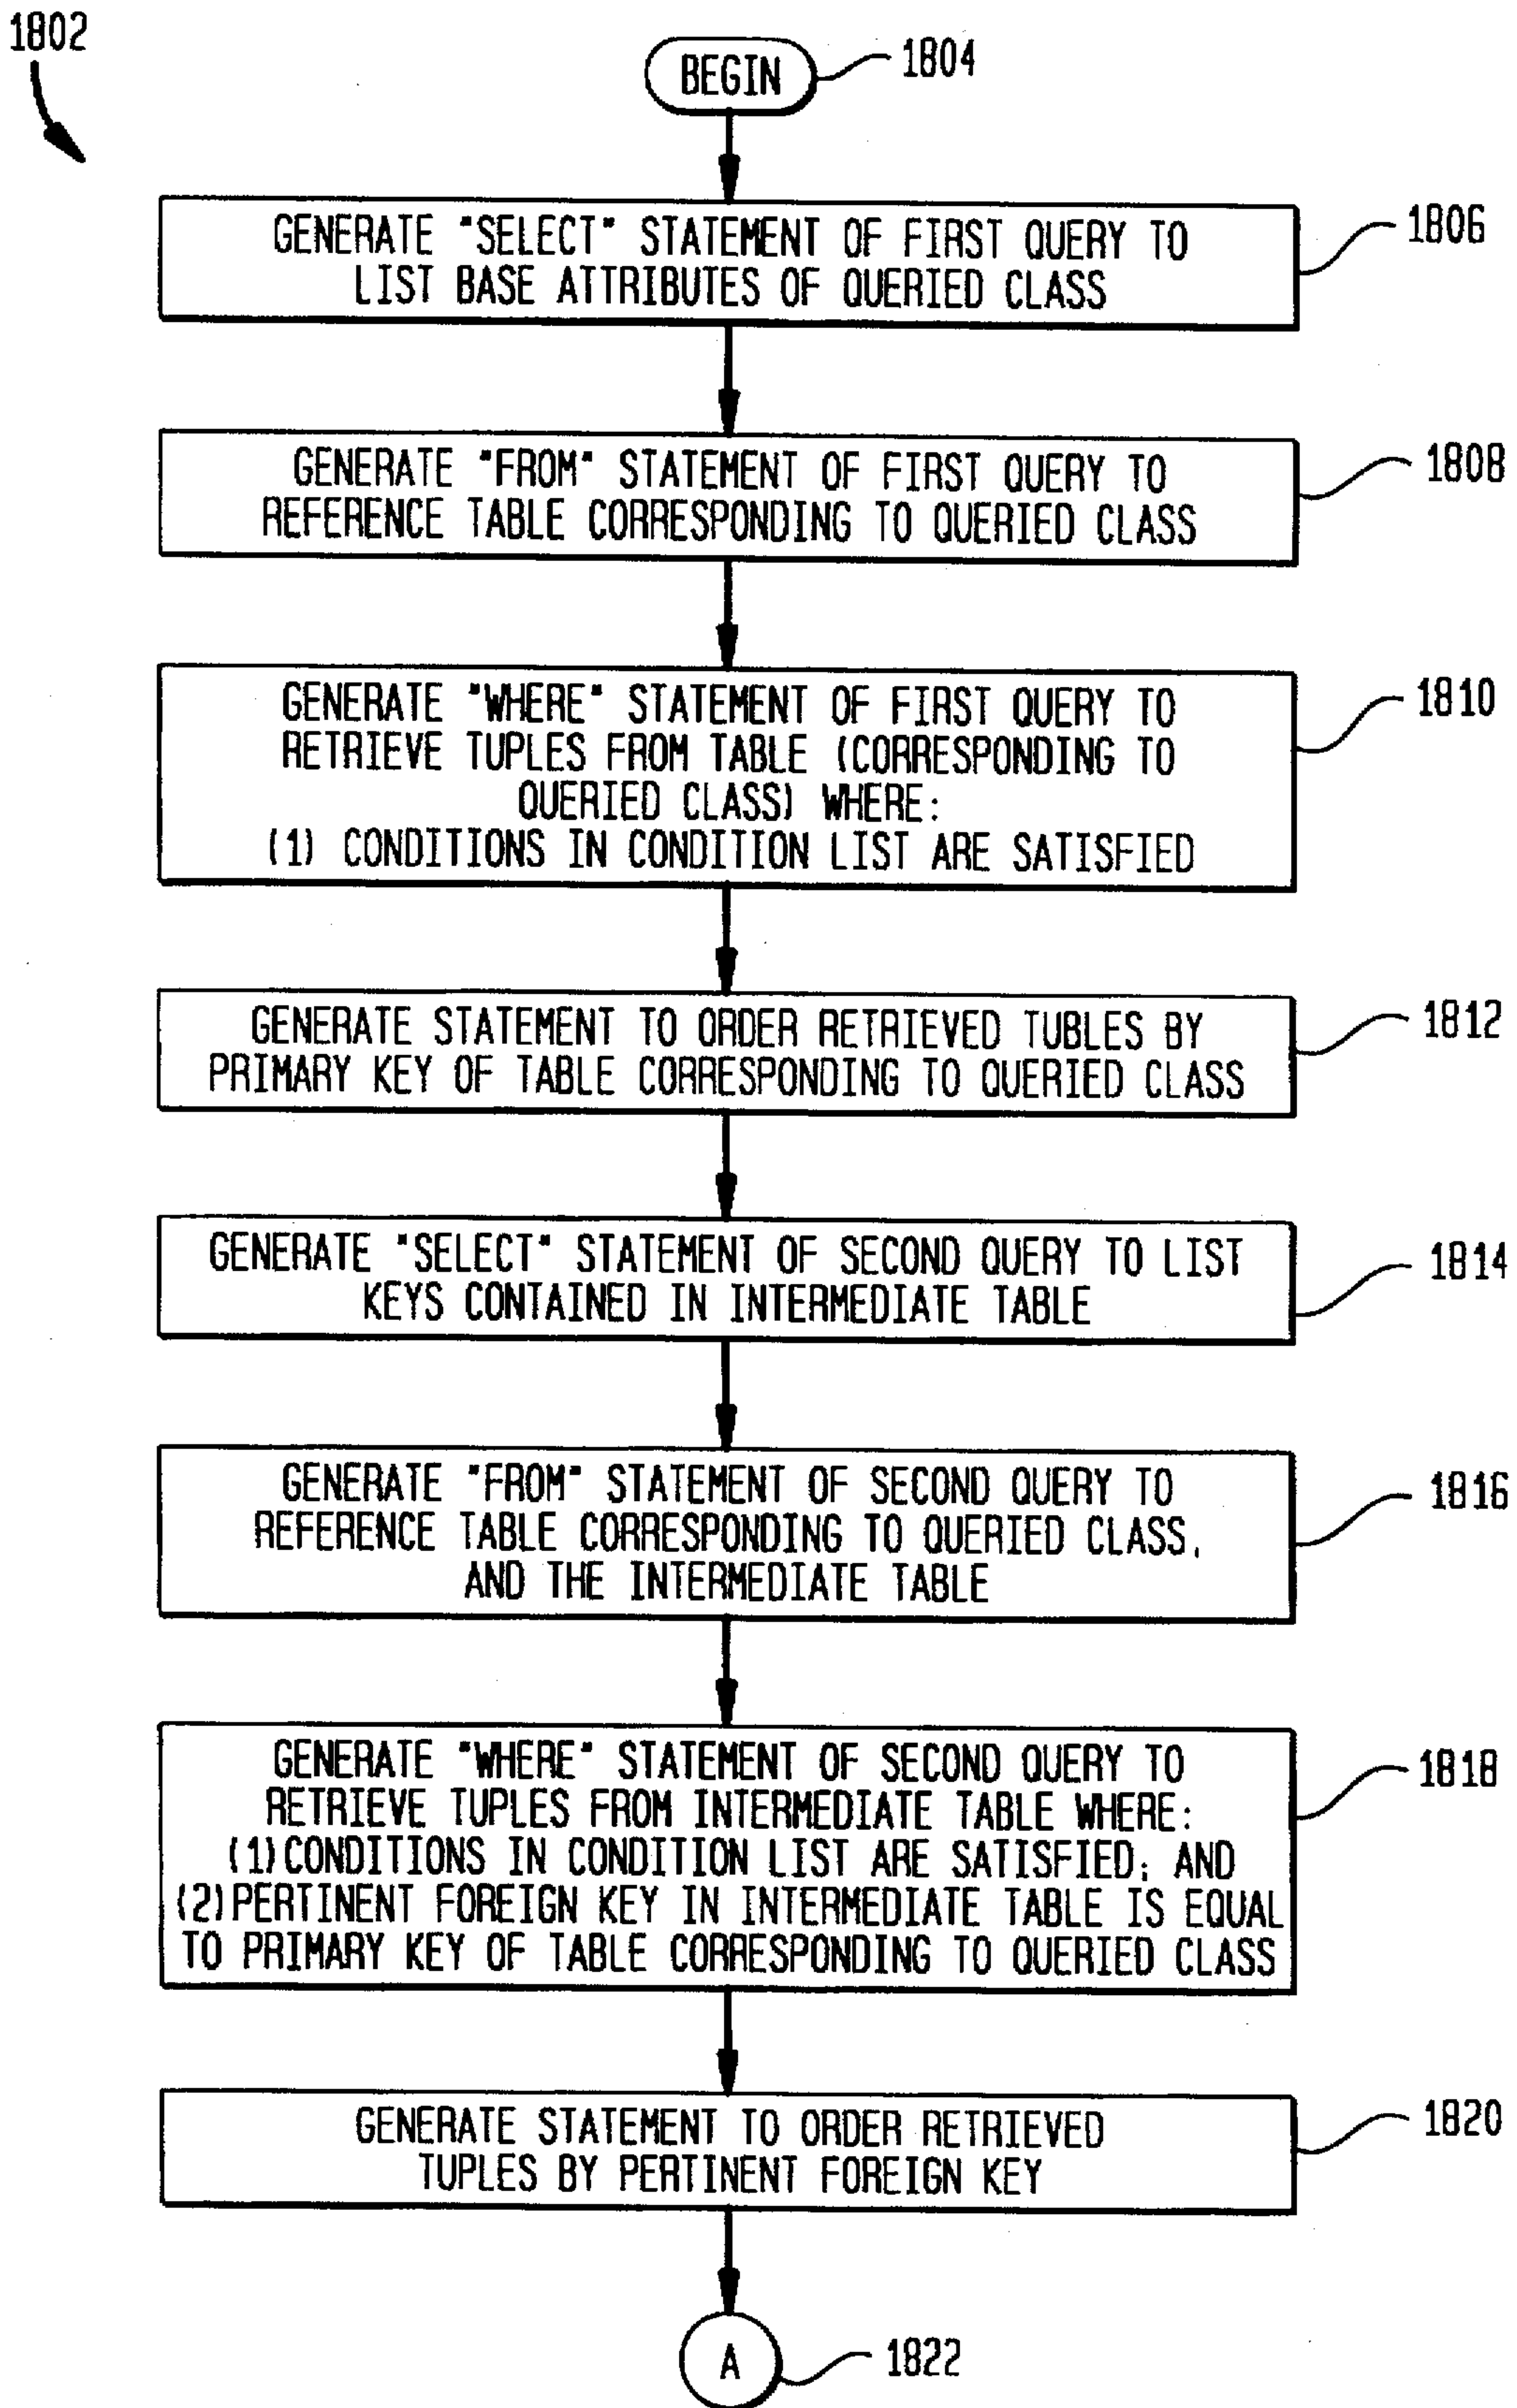 1802
BEGIN
1804
GENERATE "SELECT" STATEMENT OF FIRST QUERY TO
LIST BASE ATTRIBUTES OF QUERIED CLASS
1806
GENERATE "FROM" STATEMENT OF FIRST QUERY TO
REFERENCE TABLE CORRESPONDING TO QUERIED CLASS
1808
GENERATE "WHERE" STATEMENT OF FIRST QUERY TO
RETRIEVE TUPLES FROM TABLE (CORRESPONDING TO
QUERIED CLASS) WHERE:
(1) CONDITIONS IN CONDITION LIST ARE SATISFIED
1810
GENERATE STATEMENT TO ORDER RETRIEVED TUBLES BY
PRIMARY KEY OF TABLE CORRESPONDING TO QUERIED CLASS
1812
GENERATE "SELECT" STATEMENT OF SECOND QUERY TO LIST
KEYS CONTAINED IN INTERMEDIATE TABLE
1814
GENERATE "FROM" STATEMENT OF SECOND QUERY TO
REFERENCE TABLE CORRESPONDING TO QUERIED CLASS,
AND THE INTERMEDIATE TABLE
1816
GENERATE "WHERE" STATEMENT OF SECOND QUERY TO
RETRIEVE TUPLES FROM INTERMEDIATE TABLE WHERE:
(1) CONDITIONS IN CONDITION LIST ARE SATISFIED; AND
(2) PERTINENT FOREIGN KEY IN INTERMEDIATE TABLE IS EQUAL
TO PRIMARY KEY OF TABLE CORRESPONDING TO QUERIED CLASS
1818
GENERATE STATEMENT TO ORDER RETRIEVED
TUPLES BY PERTINENT FOREIGN KEY
1820
A
1822